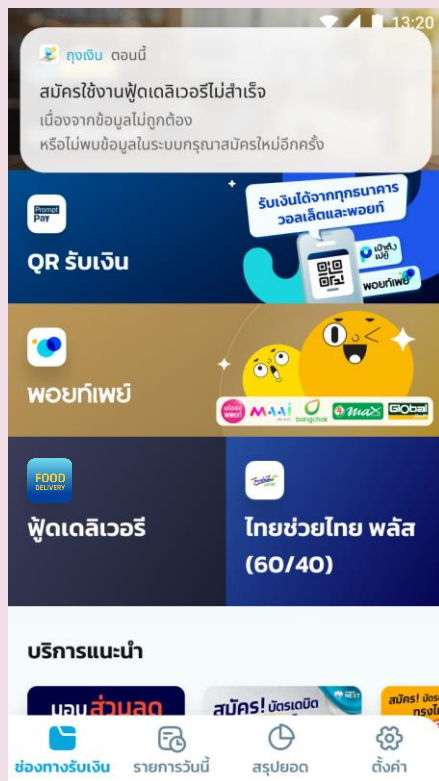 13:20
ถุงเงิน ตอนนี้
สมัครใช้งานฟู้ดเดลิเวอรีไม่สำเร็จ
เนื่องจากข้อมูลไม่ถูกต้อง
หรือไม่พบข้อมูลในระบบกรุณาสมัครใหม่อีกครั้ง
Prompt
Pay
QR รับเงิน
รับเงินได้จากทุกธนาคาร
วอลเล็ตและพอยท์
เป๋าตัง
เปย์
พอยท์เพย์
พอยท์เพย์
MAAI
bangchak
max
Global
FOOD
DELIVERY
ฟู้ดเดลิเวอรี
ไทยช่วยไทย พลัส
(60/40)
บริการแนะนำ
มอบส่วนลด
สมัคร! บัตรเดบิต
NEXT
สมัคร! บัตร
ช่องทางรับเงิน
รายการวันนี้
สรุปยอด
ตั้งค่า